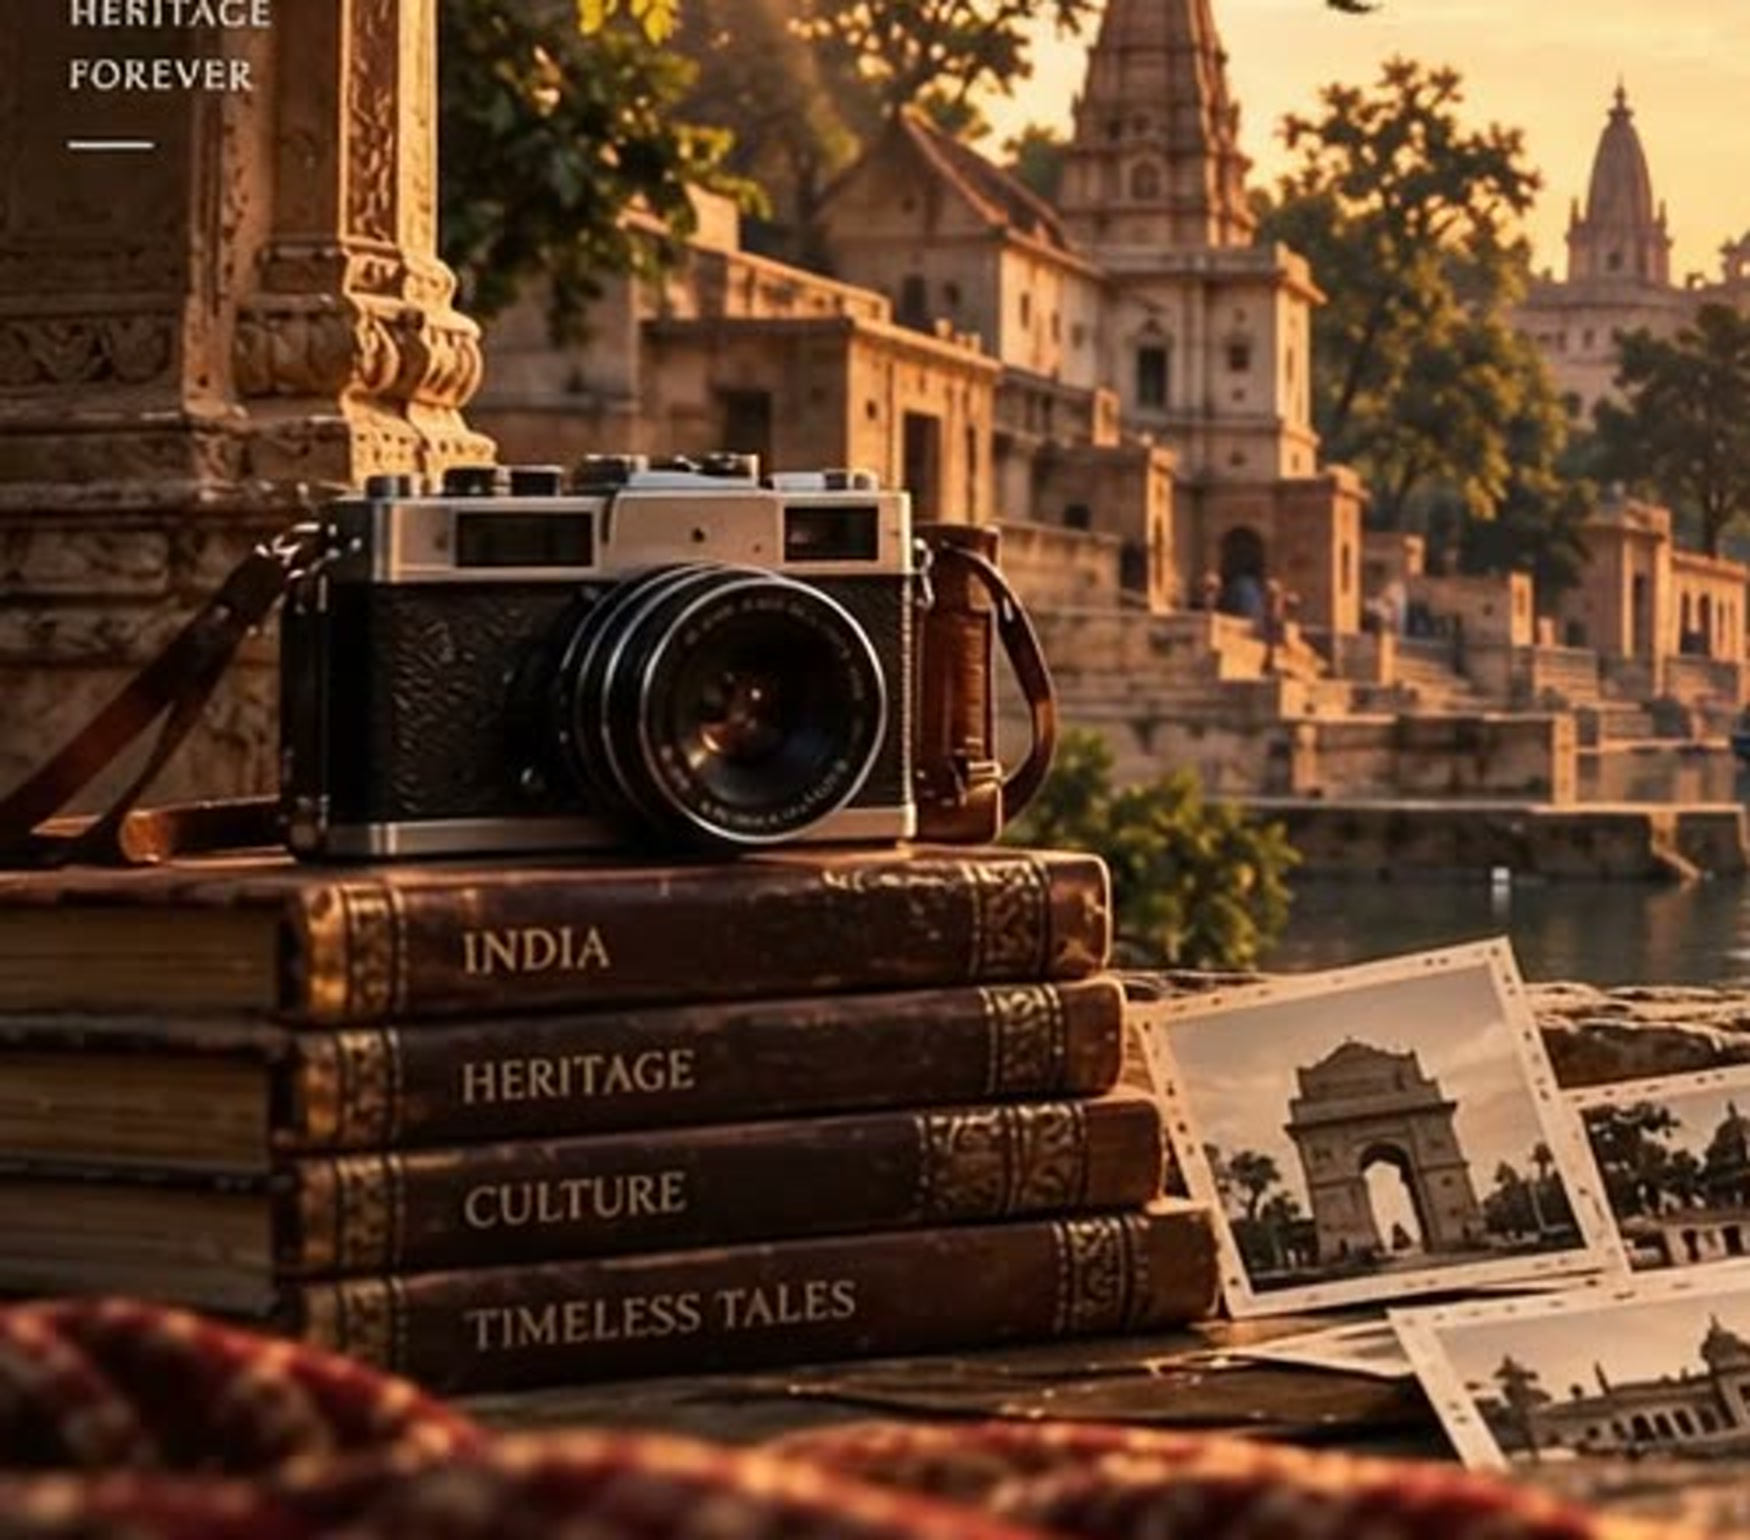 HERITAGE
FOREVER
INDIA
HERITAGE
CULTURE
TIMELESS TALES